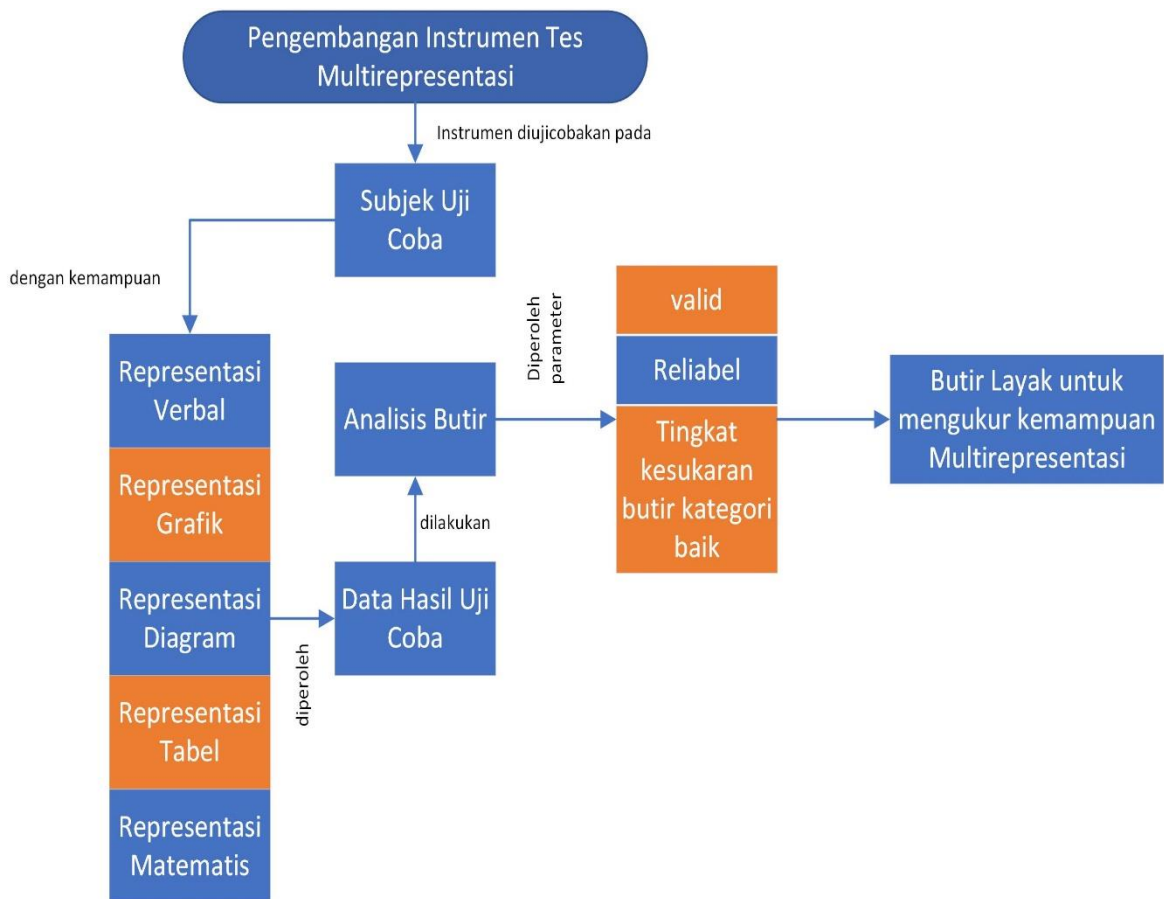 Pengembangan Instrumen Tes
Multirepresentasi
Instrumen diujicobakan pada
Subjek Uji
Coba
dengan kemampuan
Representasi
Verbal
Representasi
Grafik
Representasi
Diagram
Representasi
Tabel
Representasi
Matematis
diperoleh
Data Hasil Uji
Coba
dilakukan
Analisis Butir
Diperoleh
parameter
valid
Reliabel
Tingkat
kesukaran
butir kategori
baik
Butir Layak untuk
mengukur kemampuan
Multirepresentasi